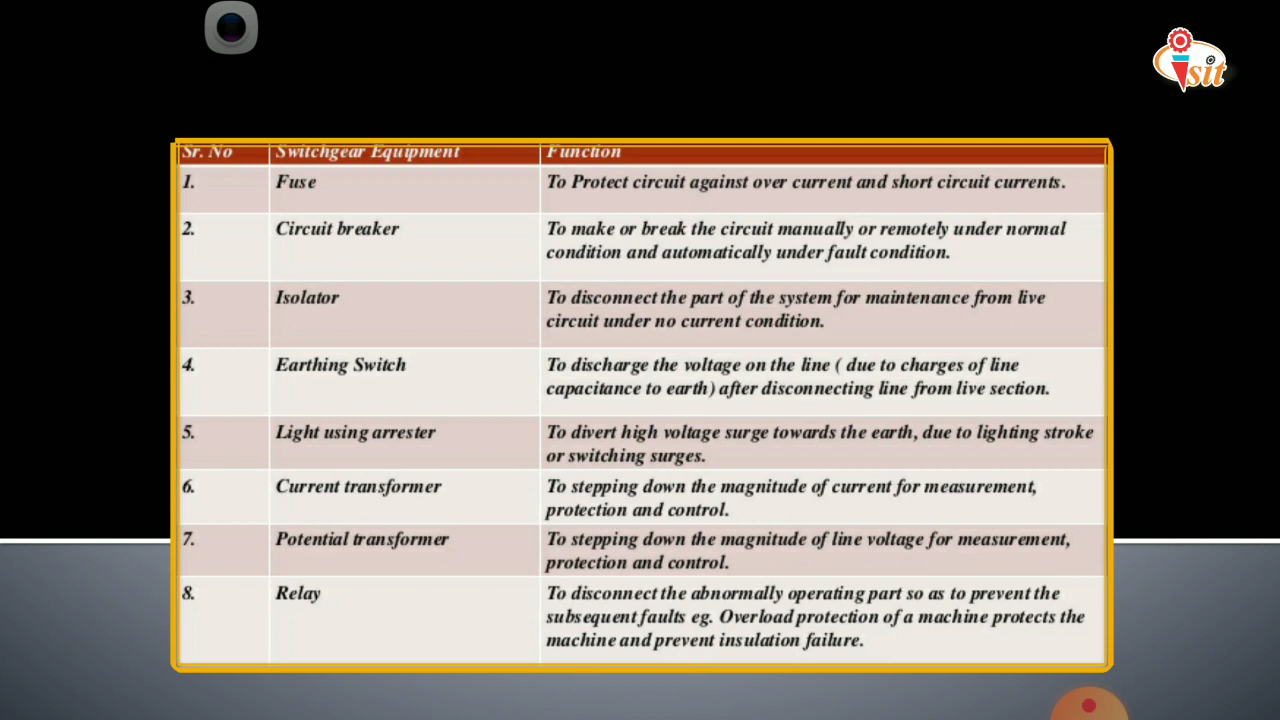 isit
Sr. No Switchgear Equipment Function
1. Fuse To Protect circuit against over current and short circuit currents.
2. Circuit breaker To make or break the circuit manually or remotely under normal
condition and automatically under fault condition.
3. Isolator To disconnect the part of the system for maintenance from live
circuit under no current condition.
4. Earthing Switch To discharge the voltage on the line ( due to charges of line
capacitance to earth) after disconnecting line from live section.
5. Light using arrester To divert high voltage surge towards the earth, due to lighting stroke
or switching surges.
6. Current transformer To stepping down the magnitude of current for measurement,
protection and control.
7. Potential transformer To stepping down the magnitude of line voltage for measurement,
protection and control.
8. Relay To disconnect the abnormally operating part so as to prevent the
subsequent faults eg. Overload protection of a machine protects the
machine and prevent insulation failure.